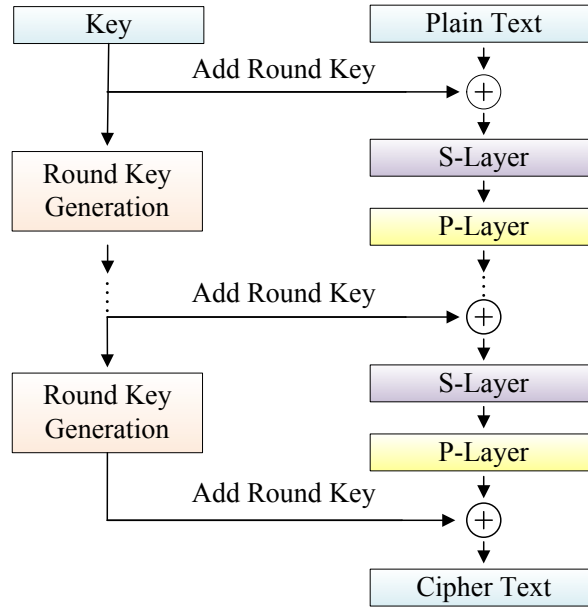 Key
Plain Text
Add Round Key
S-Layer
Round Key
Generation
P-Layer
Add Round Key
S-Layer
Round Key
Generation
P-Layer
Add Round Key
Cipher Text